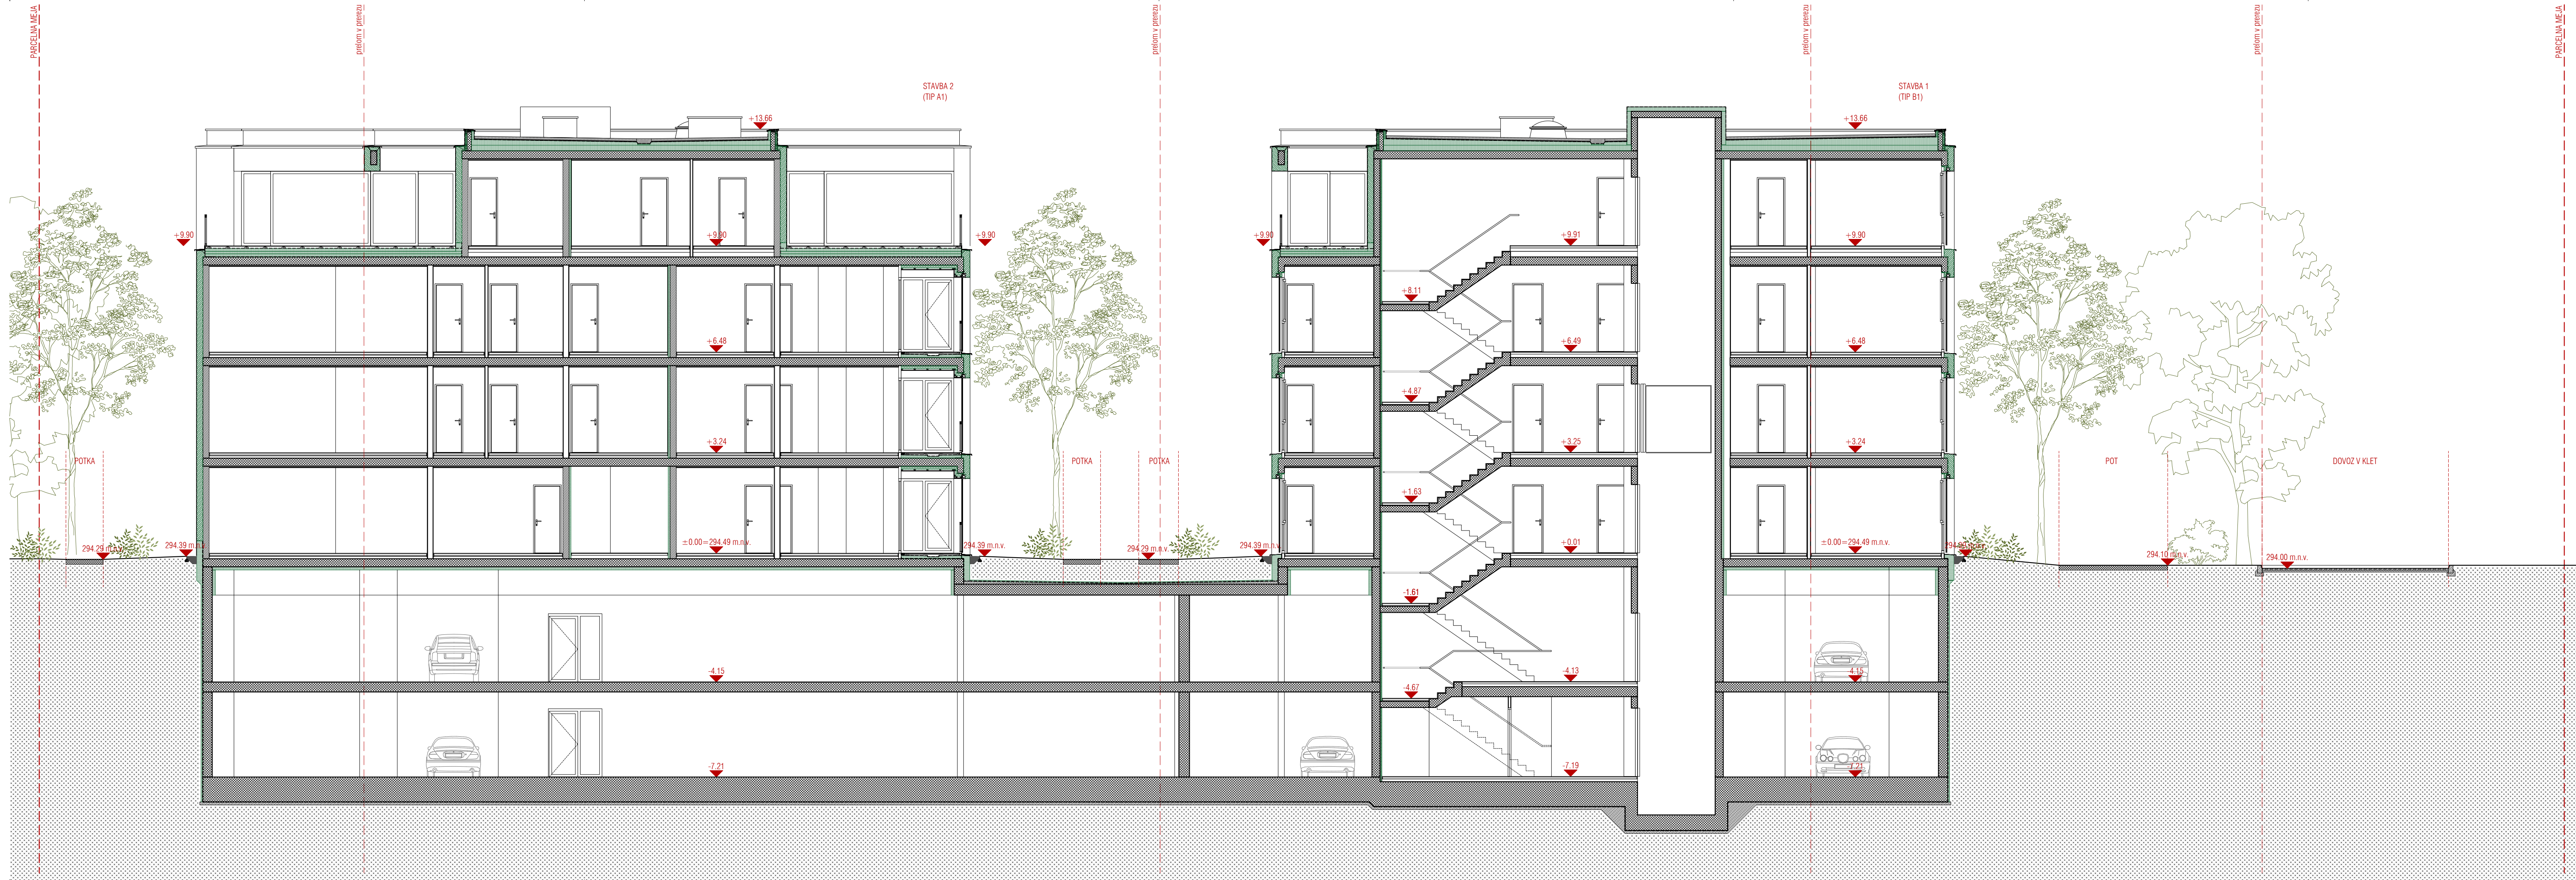 PARCELNA MEJA
prelom v prerezu
prelom v prerezu
prelom v prerezu
prelom v prerezu
PARCELNA MEJA
STAVBA 2
(TIP A1)
STAVBA 1
(TIP B1)
+13.66
+13.66
+9.90
+9.90
+9.90
+9.90
+9.91
+9.90
+8.11
+6.48
+6.49
+6.48
+4.87
+3.24
+3.25
+3.24
POTKA
POTKA
POTKA
POT
DOVOZ V KLET
+1.63
294.29 m.n.v.
294.39 m.n.v.
±0.00=294.49 m.n.v.
294.39 m.n.v.
294.29 m.n.v.
294.39 m.n.v.
+0.01
±0.00=294.49 m.n.v.
294.10 m.n.v.
294.00 m.n.v.
-1.61
-4.15
-4.13
-4.15
-4.67
-7.21
-7.19
-7.21